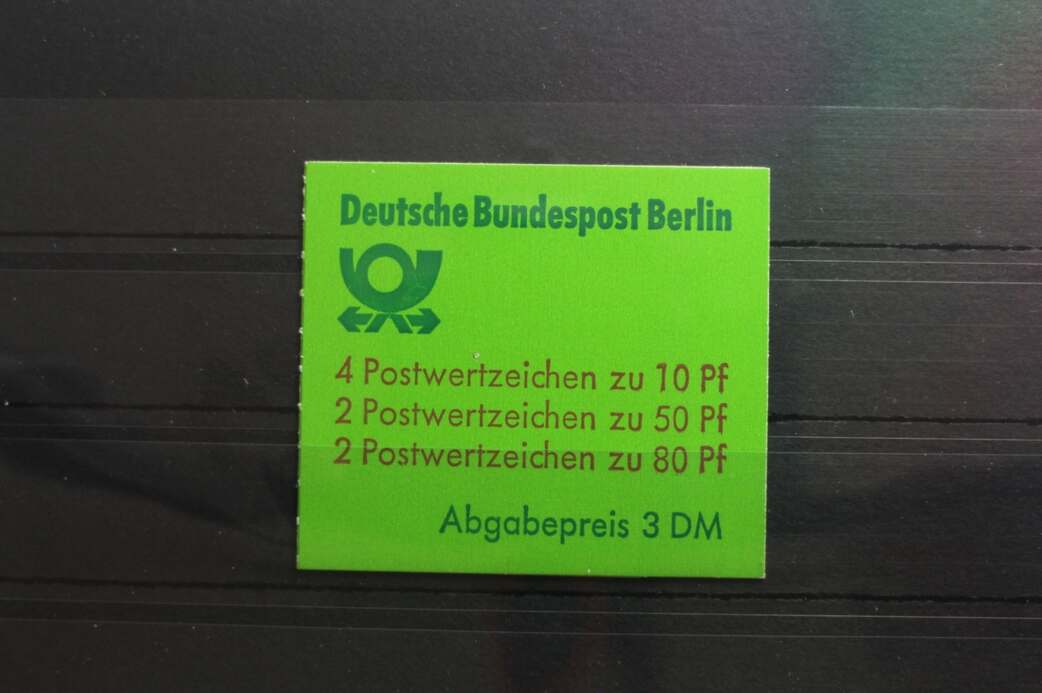 Deutsche Bundespost Berlin
4 Postwertzeichen zu 10 Pf
2 Postwertzeichen zu 50 Pf
2 Postwertzeichen zu 80 Pf
Abgabepreis 3 DM